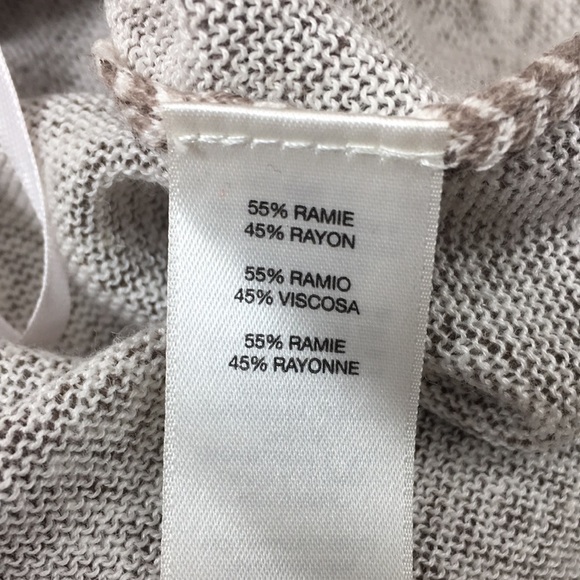 55% RAMIE
45% RAYON
55% RAMIO
45% VISCOSA
55% RAMIE
45% RAYONNE